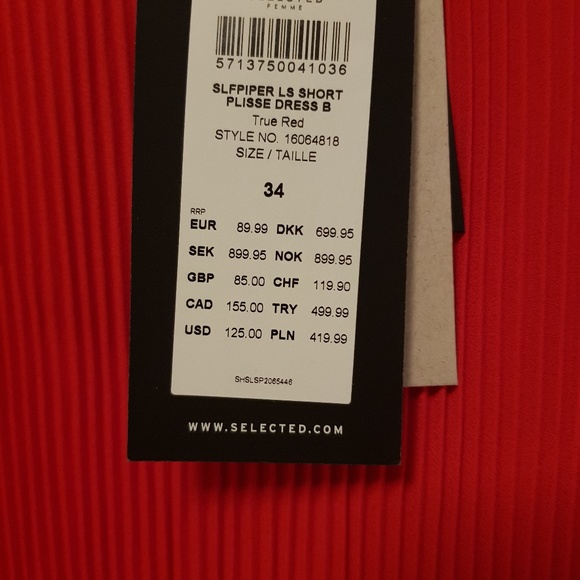 SELECTED
FEMME
5713750041036
SLFPIPER LS SHORT
PLISSE DRESS B
True Red
STYLE NO. 16064818
SIZE / TAILLE
34
RRP
EUR 89.99 DKK 699.95
SEK 899.95 NOK 899.95
GBP 85.00 CHF 119.90
CAD 155.00 TRY 499.99
USD 125.00 PLN 419.99
SHSLSP2065446
WWW.SELECTED.COM